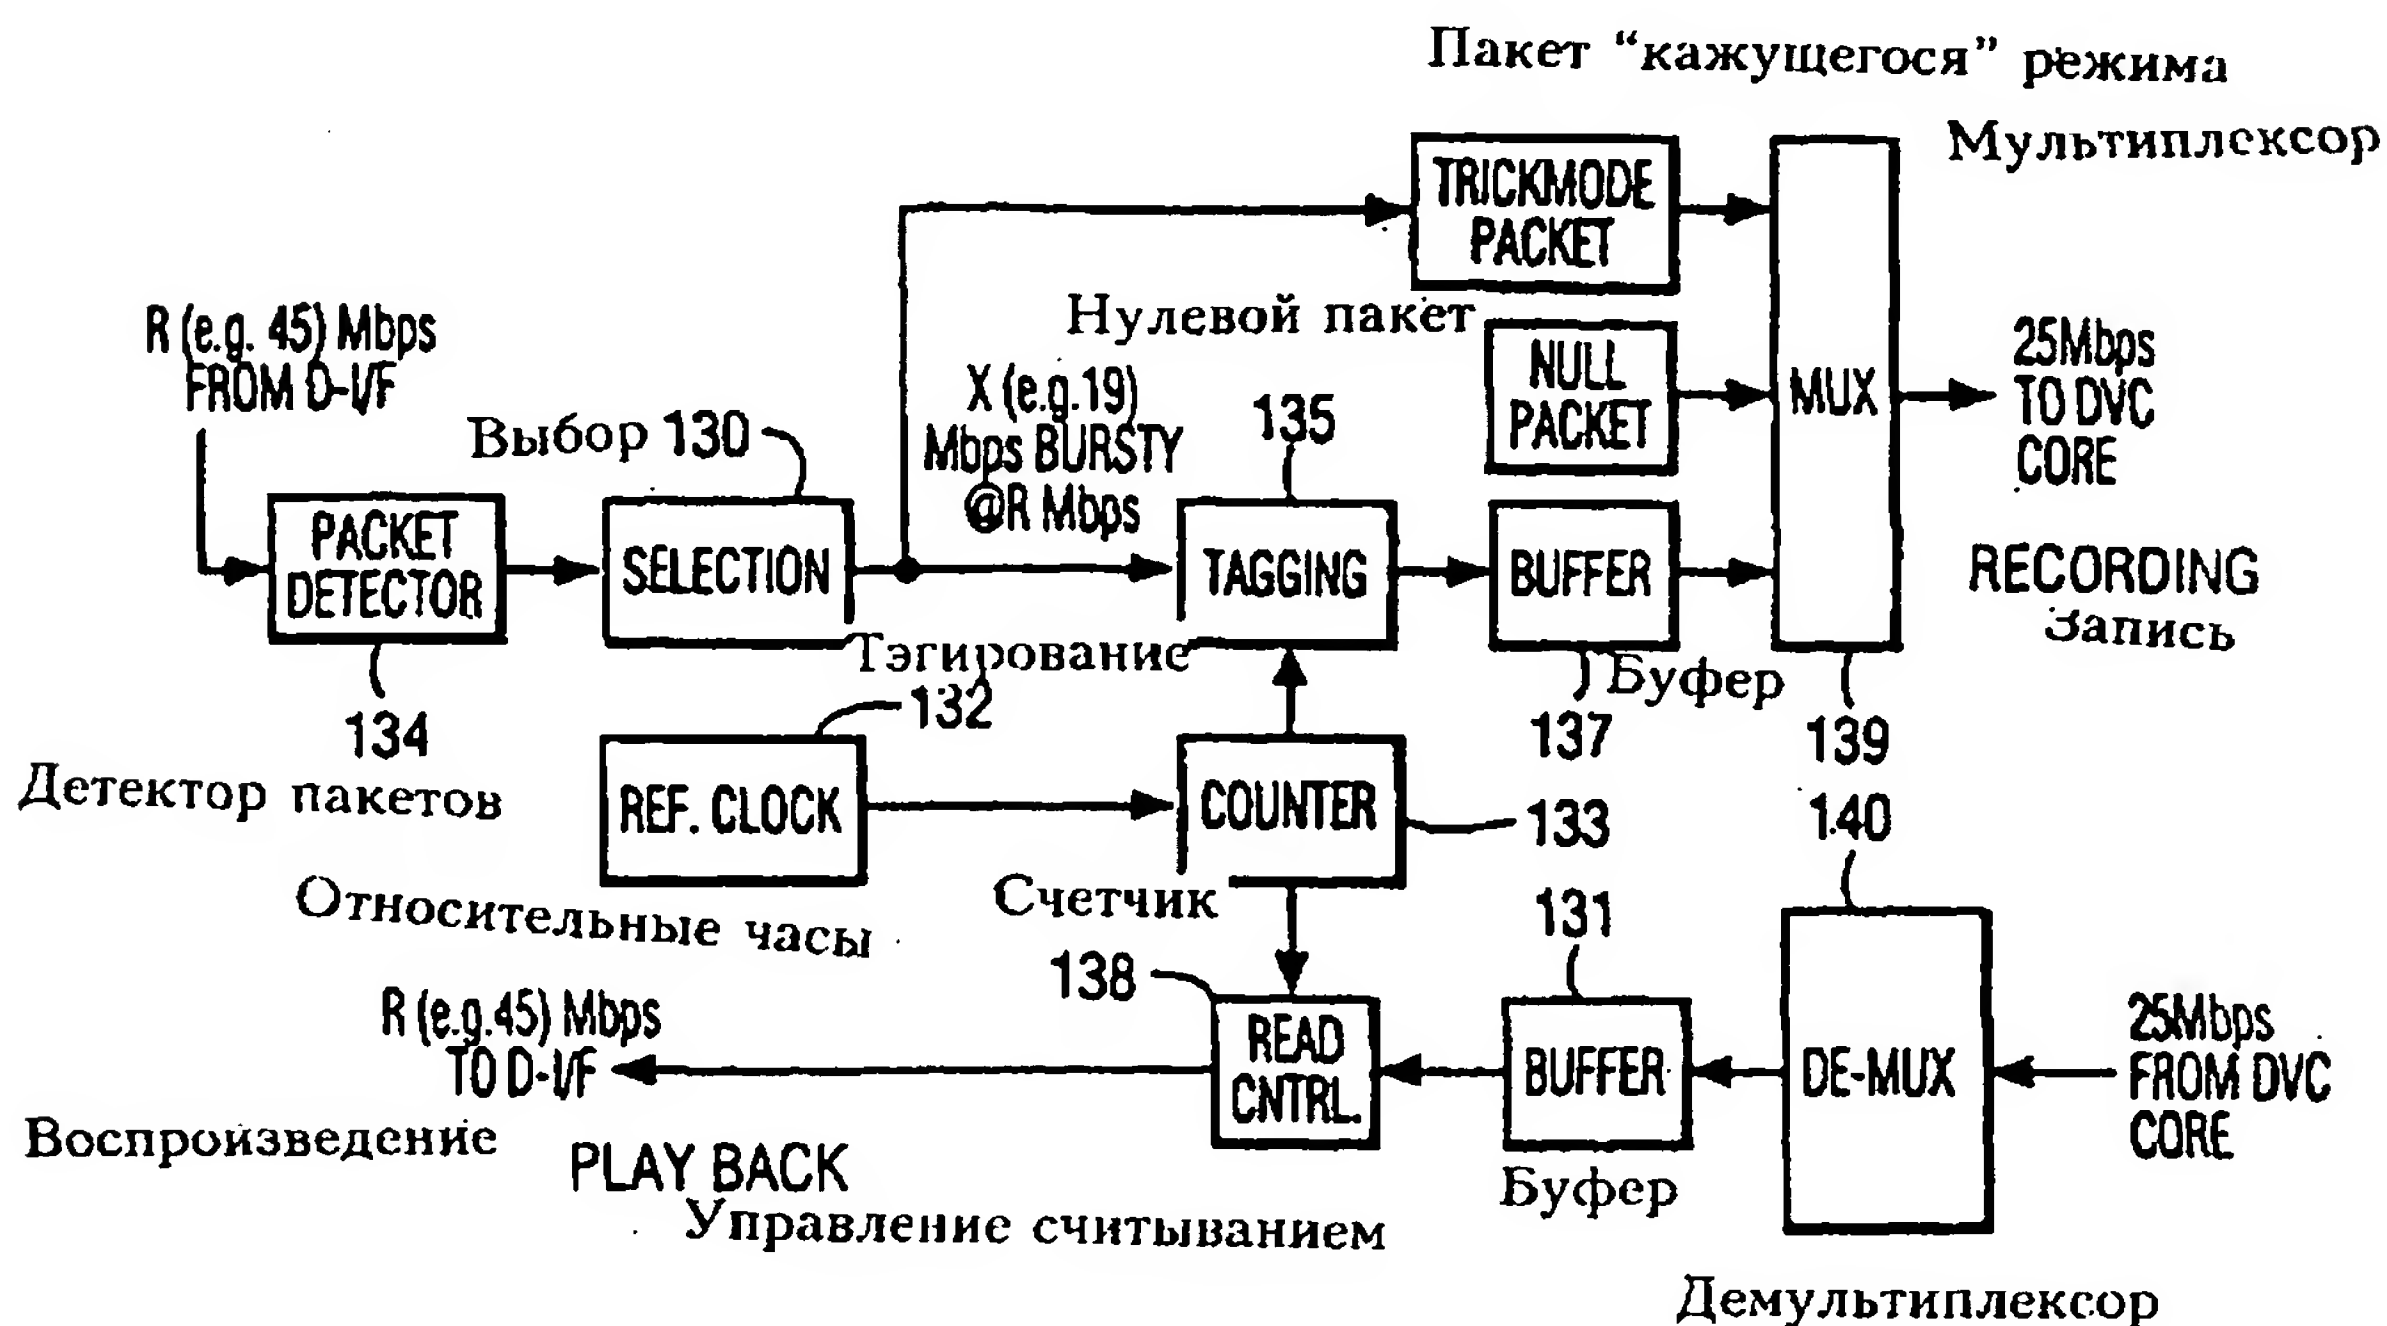 Пакет “кажущегося” режима
Мультиплексор
TRICKMODE
PACKET
Нулевой пакет
NULL
PACKET
MUX
25Mbps
TO DVC
CORE
R (e.g. 45) Mbps
FROM D-I/F
Выбор 130
X (e.g.19)
Mbps BURSTY
@R Mbps
135
PACKET
DETECTOR
SELECTION
TAGGING
BUFFER
RECORDING
Запись
Тэгирование
Буфер
134
132
137
139
Детектор пакетов
REF. CLOCK
COUNTER
133
140
Относительные часы
Счетчик
131
138
R (e.g.45) Mbps
TO D-I/F
READ
CNTRL.
BUFFER
DE-MUX
25Mbps
FROM DVC
CORE
Воспроизведение
PLAY BACK
Управление считыванием
Буфер
Демультиплексор